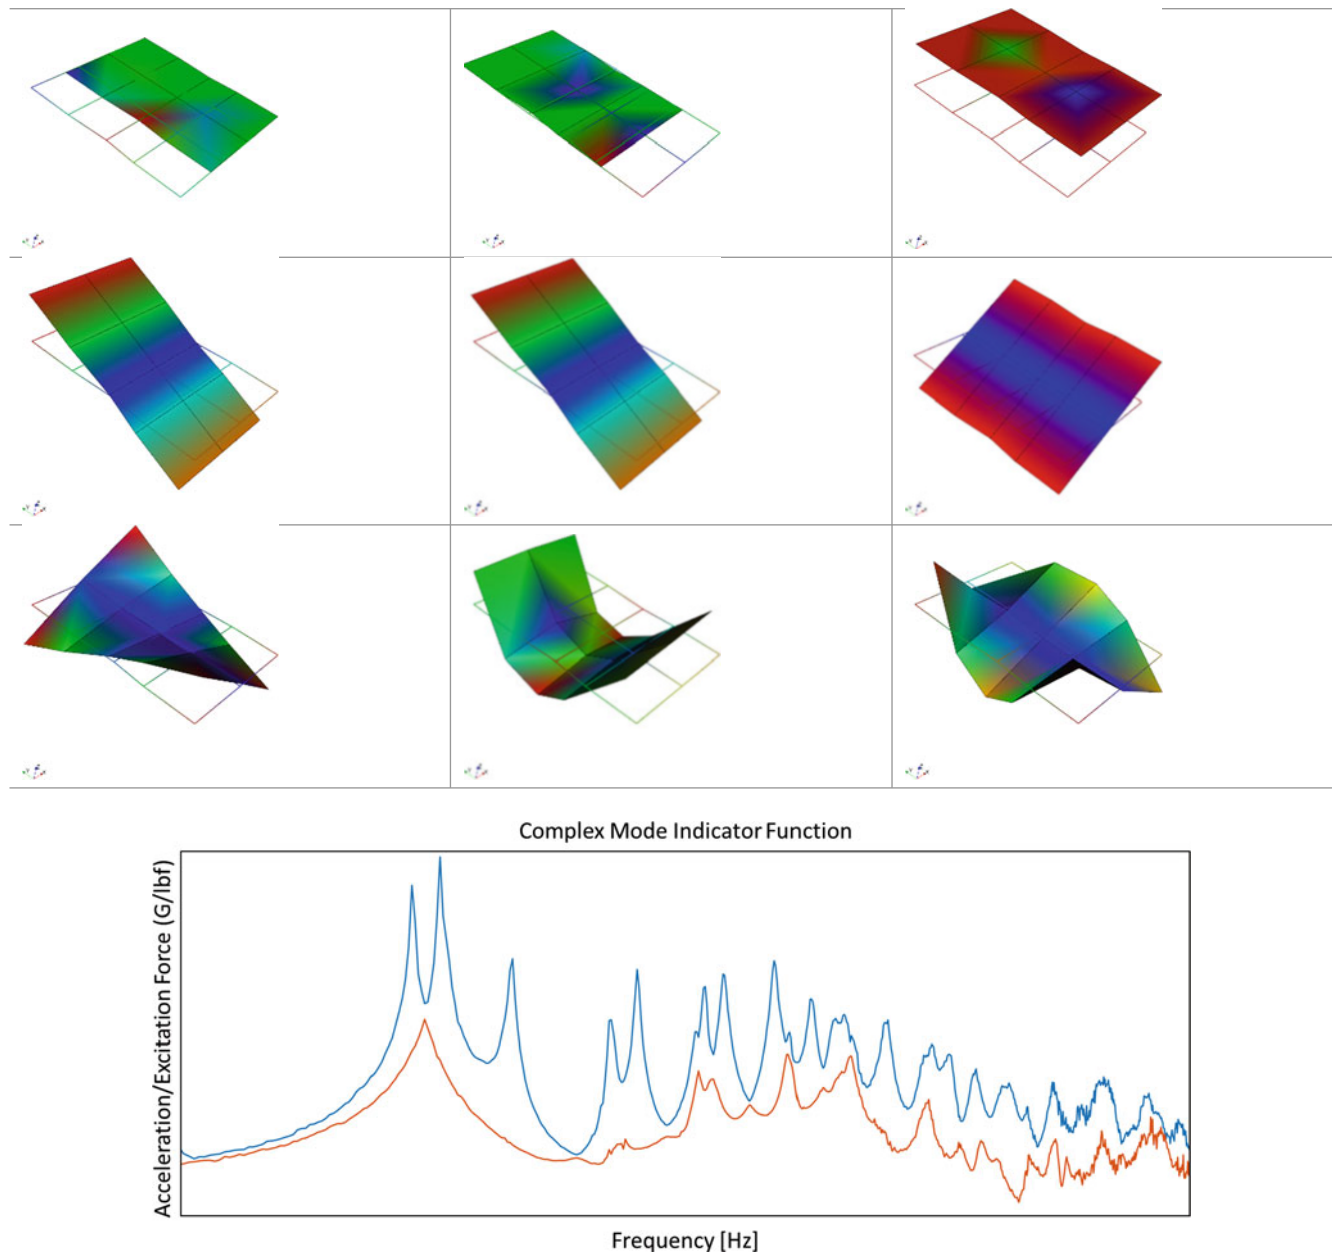 Complex Mode Indicator Function
Acceleration/Excitation Force (G/lbf)
Frequency [Hz]